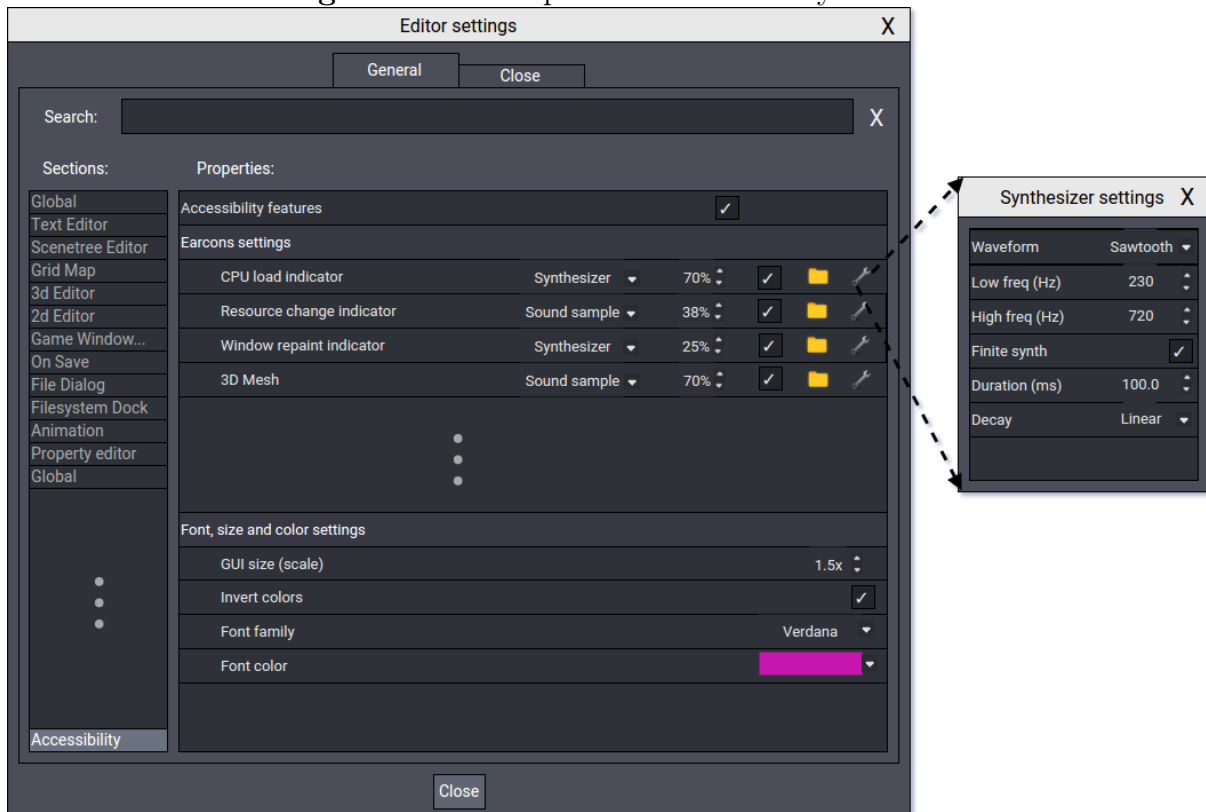 Editor settings X
General Close
Search: X
Sections: Properties:
Global
Text Editor
Scenetree Editor
Grid Map
3d Editor
2d Editor
Game Window...
On Save
File Dialog
Filesystem Dock
Animation
Property editor
Global
Accessibility
Accessibility features
Earcons settings
CPU load indicator Synthesizer 70%
Resource change indicator Sound sample 38%
Window repaint indicator Synthesizer 25%
3D Mesh Sound sample 70%
Font, size and color settings
GUI size (scale) 1.5x
Invert colors
Font family Verdana
Font color
Close
Synthesizer settings X
Waveform Sawtooth
Low freq (Hz) 230
High freq (Hz) 720
Finite synth
Duration (ms) 100.0
Decay Linear